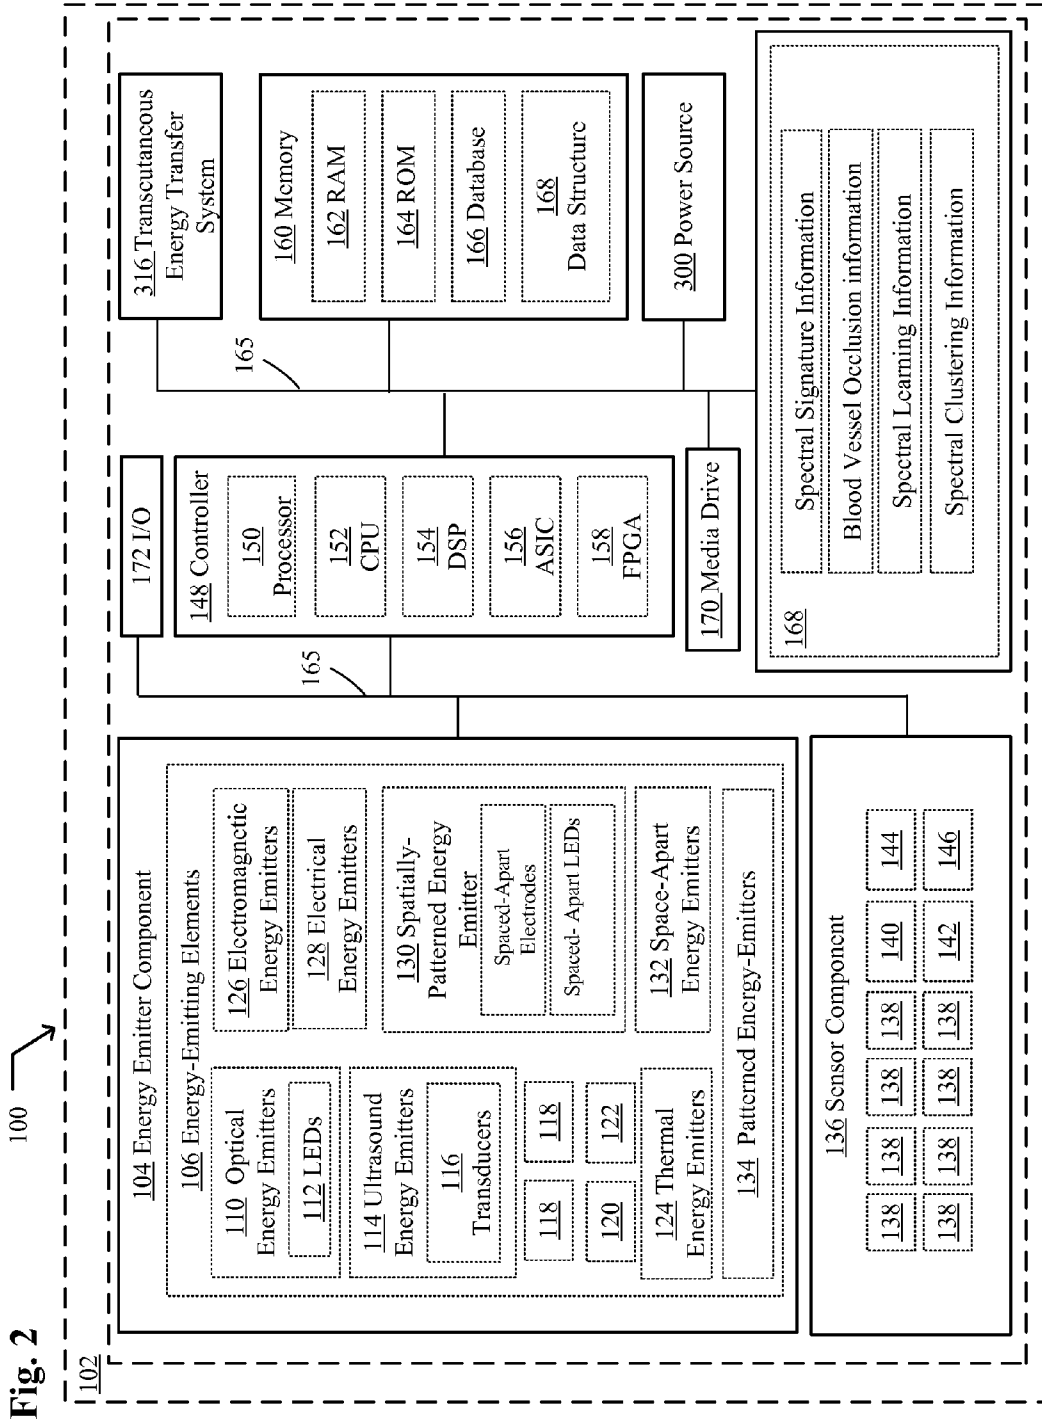 Fig. 2
100
102
104 Energy Emitter Component
106 Energy-Emitting Elements
110 Optical
Energy Emitters
112 LEDs
114 Ultrasound
Energy Emitters
116
Transducers
118
118
120
122
124 Thermal
Energy Emitters
126 Electromagnetic
Energy Emitters
128 Electrical
Energy Emitters
130 Spatially-
Patterned Energy
Emitter
Spaced-Apart
Electrodes
Spaced- Apart LEDs
132 Space-Apart
Energy Emitters
134 Patterned Energy-Emitters
136 Sensor Component
138
138
138
138
140
144
138
138
138
138
142
146
165
172 I/O
148 Controller
150
Processor
152
CPU
154
DSP
156
ASIC
158
FPGA
170 Media Drive
165
316 Transcutaneous
Energy Transfer
System
160 Memory
162 RAM
164 ROM
166 Database
168
Data Structure
300 Power Source
168
Spectral Signature Information
Blood Vessel Occlusion information
Spectral Learning Information
Spectral Clustering Information